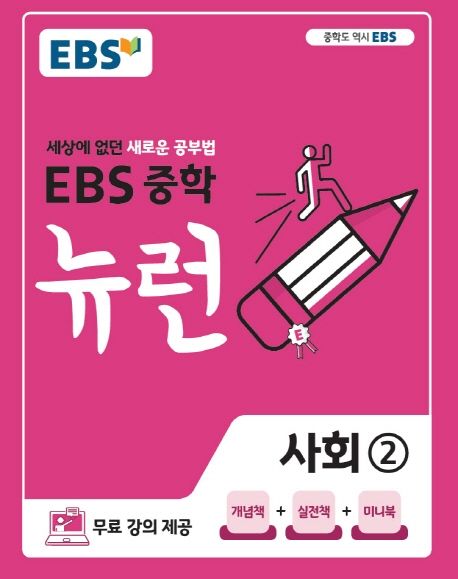 EBS
중학도 역시 EBS
세상에 없던 새로운 공부법
EBS 중학
뉴런
E
사회 ②
개념책 + 실전책 + 미니북
무료 강의 제공